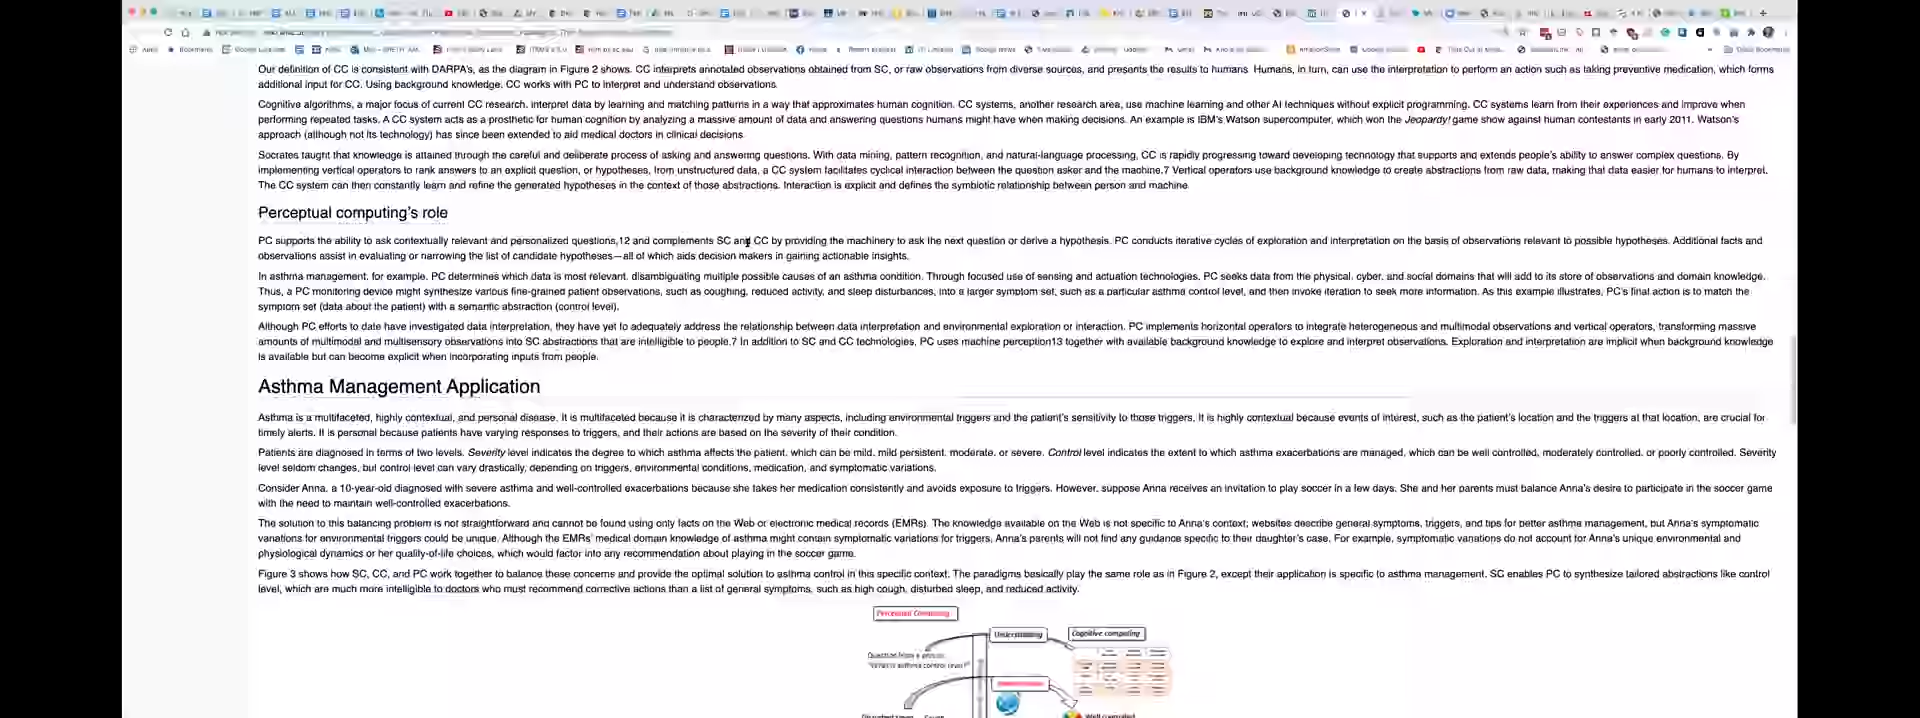 Our definition of CC is consistent with DARPA's, as the diagram in Figure 2 shows. CC interprets annotated observations obtained from SC, or raw observations from diverse sources, and presents the results to humans. Humans, in turn, can use the interpretation to perform an action such as taking preventive medication, which forms
additional input for CC. Using background knowledge, CC works with PC to interpret and understand observations.
Cognitive algorithms, a major focus of current CC research, interpret data by learning and matching patterns in a way that approximates human cognition. CC systems, another research area, use machine learning and other AI techniques without explicit programming. CC systems learn from their experiences and improve when
performing repeated tasks. A CC system acts as a prosthetic for human cognition by analyzing a massive amount of data and answering questions humans might have when making decisions. An example is IBM's Watson supercomputer, which won the Jeopardy! game show against human contestants in early 2011. Watson's
approach (although not its technology) has since been extended to aid medical doctors in clinical decisions.
Socrates taught that knowledge is attained through the careful and deliberate process of asking and answering questions. With data mining, pattern recognition, and natural-language processing, CC is rapidly progressing toward developing technology that supports and extends people's ability to answer complex questions. By
implementing vertical operators to rank answers to an explicit question, or hypotheses, from unstructured data, a CC system facilitates cyclical interaction between the question asker and the machine.7 Vertical operators use background knowledge to create abstractions from raw data, making that data easier for humans to interpret.
The CC system can then constantly learn and refine the generated hypotheses in the context of those abstractions. Interaction is explicit and defines the symbiotic relationship between person and machine.
Perceptual computing's role
PC supports the ability to ask contextually relevant and personalized questions,12 and complements SC and CC by providing the machinery to ask the next question or derive a hypothesis. PC conducts iterative cycles of exploration and interpretation on the basis of observations relevant to possible hypotheses. Additional facts and
observations assist in evaluating or narrowing the list of candidate hypotheses—all of which aids decision makers in gaining actionable insights.
In asthma management, for example, PC determines which data is most relevant, disambiguating multiple possible causes of an asthma condition. Through focused use of sensing and actuation technologies, PC seeks data from the physical, cyber, and social domains that will add to its store of observations and domain knowledge.
Thus, a PC monitoring device might synthesize various fine-grained patient observations, such as coughing, reduced activity, and sleep disturbances, into a larger symptom set, such as a particular asthma control level, and then invoke iteration to seek more information. As this example illustrates, PC's final action is to match the
symptom set (data about the patient) with a semantic abstraction (control level).
Although PC efforts to date have investigated data interpretation, they have yet to adequately address the relationship between data interpretation and environmental exploration or interaction. PC implements horizontal operators to integrate heterogeneous and multimodal observations and vertical operators, transforming massive
amounts of multimodal and multisensory observations into SC abstractions that are intelligible to people.7 In addition to SC and CC technologies, PC uses machine perception13 together with available background knowledge to explore and interpret observations. Exploration and interpretation are implicit when background knowledge
is available but can become explicit when incorporating inputs from people.
Asthma Management Application
Asthma is a multifaceted, highly contextual, and personal disease. It is multifaceted because it is characterized by many aspects, including environmental triggers and the patient's sensitivity to those triggers. It is highly contextual because events of interest, such as the patient's location and the triggers at that location, are crucial for
timely alerts. It is personal because patients have varying responses to triggers, and their actions are based on the severity of their condition.
Patients are diagnosed in terms of two levels. Severity level indicates the degree to which asthma affects the patient, which can be mild, mild persistent, moderate, or severe. Control level indicates the extent to which asthma exacerbations are managed, which can be well controlled, moderately controlled, or poorly controlled. Severity
level seldom changes, but control level can vary drastically, depending on triggers, environmental conditions, medication, and symptomatic variations.
Consider Anna, a 10-year-old diagnosed with severe asthma and well-controlled exacerbations because she takes her medication consistently and avoids exposure to triggers. However, suppose Anna receives an invitation to play soccer in a few days. She and her parents must balance Anna's desire to participate in the soccer game
with the need to maintain well-controlled exacerbations.
The solution to this balancing problem is not straightforward and cannot be found using only facts on the Web or electronic medical records (EMRs). The knowledge available on the Web is not specific to Anna's context; websites describe general symptoms, triggers, and tips for better asthma management, but Anna's symptomatic
variations for environmental triggers could be unique. Although the EMRs' medical domain knowledge of asthma might contain symptomatic variations for triggers, Anna's parents will not find any guidance specific to their daughter's case. For example, symptomatic variations do not account for Anna's unique environmental and
physiological dynamics or her quality-of-life choices, which would factor into any recommendation about playing in the soccer game.
Figure 3 shows how SC, CC, and PC work together to balance these concerns and provide the optimal solution to asthma control in this specific context. The paradigms basically play the same role as in Figure 2, except their application is specific to asthma management. SC enables PC to synthesize tailored abstractions like control
level, which are much more intelligible to doctors who must recommend corrective actions than a list of general symptoms, such as high cough, disturbed sleep, and reduced activity.
Perceptual Computing
Understanding
Cognitive computing
"What is asthma control level?"
Well controlled